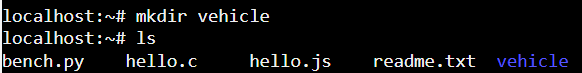 localhost:~# mkdir vehicle
localhost:~# ls
bench.py hello.c hello.js readme.txt vehicle